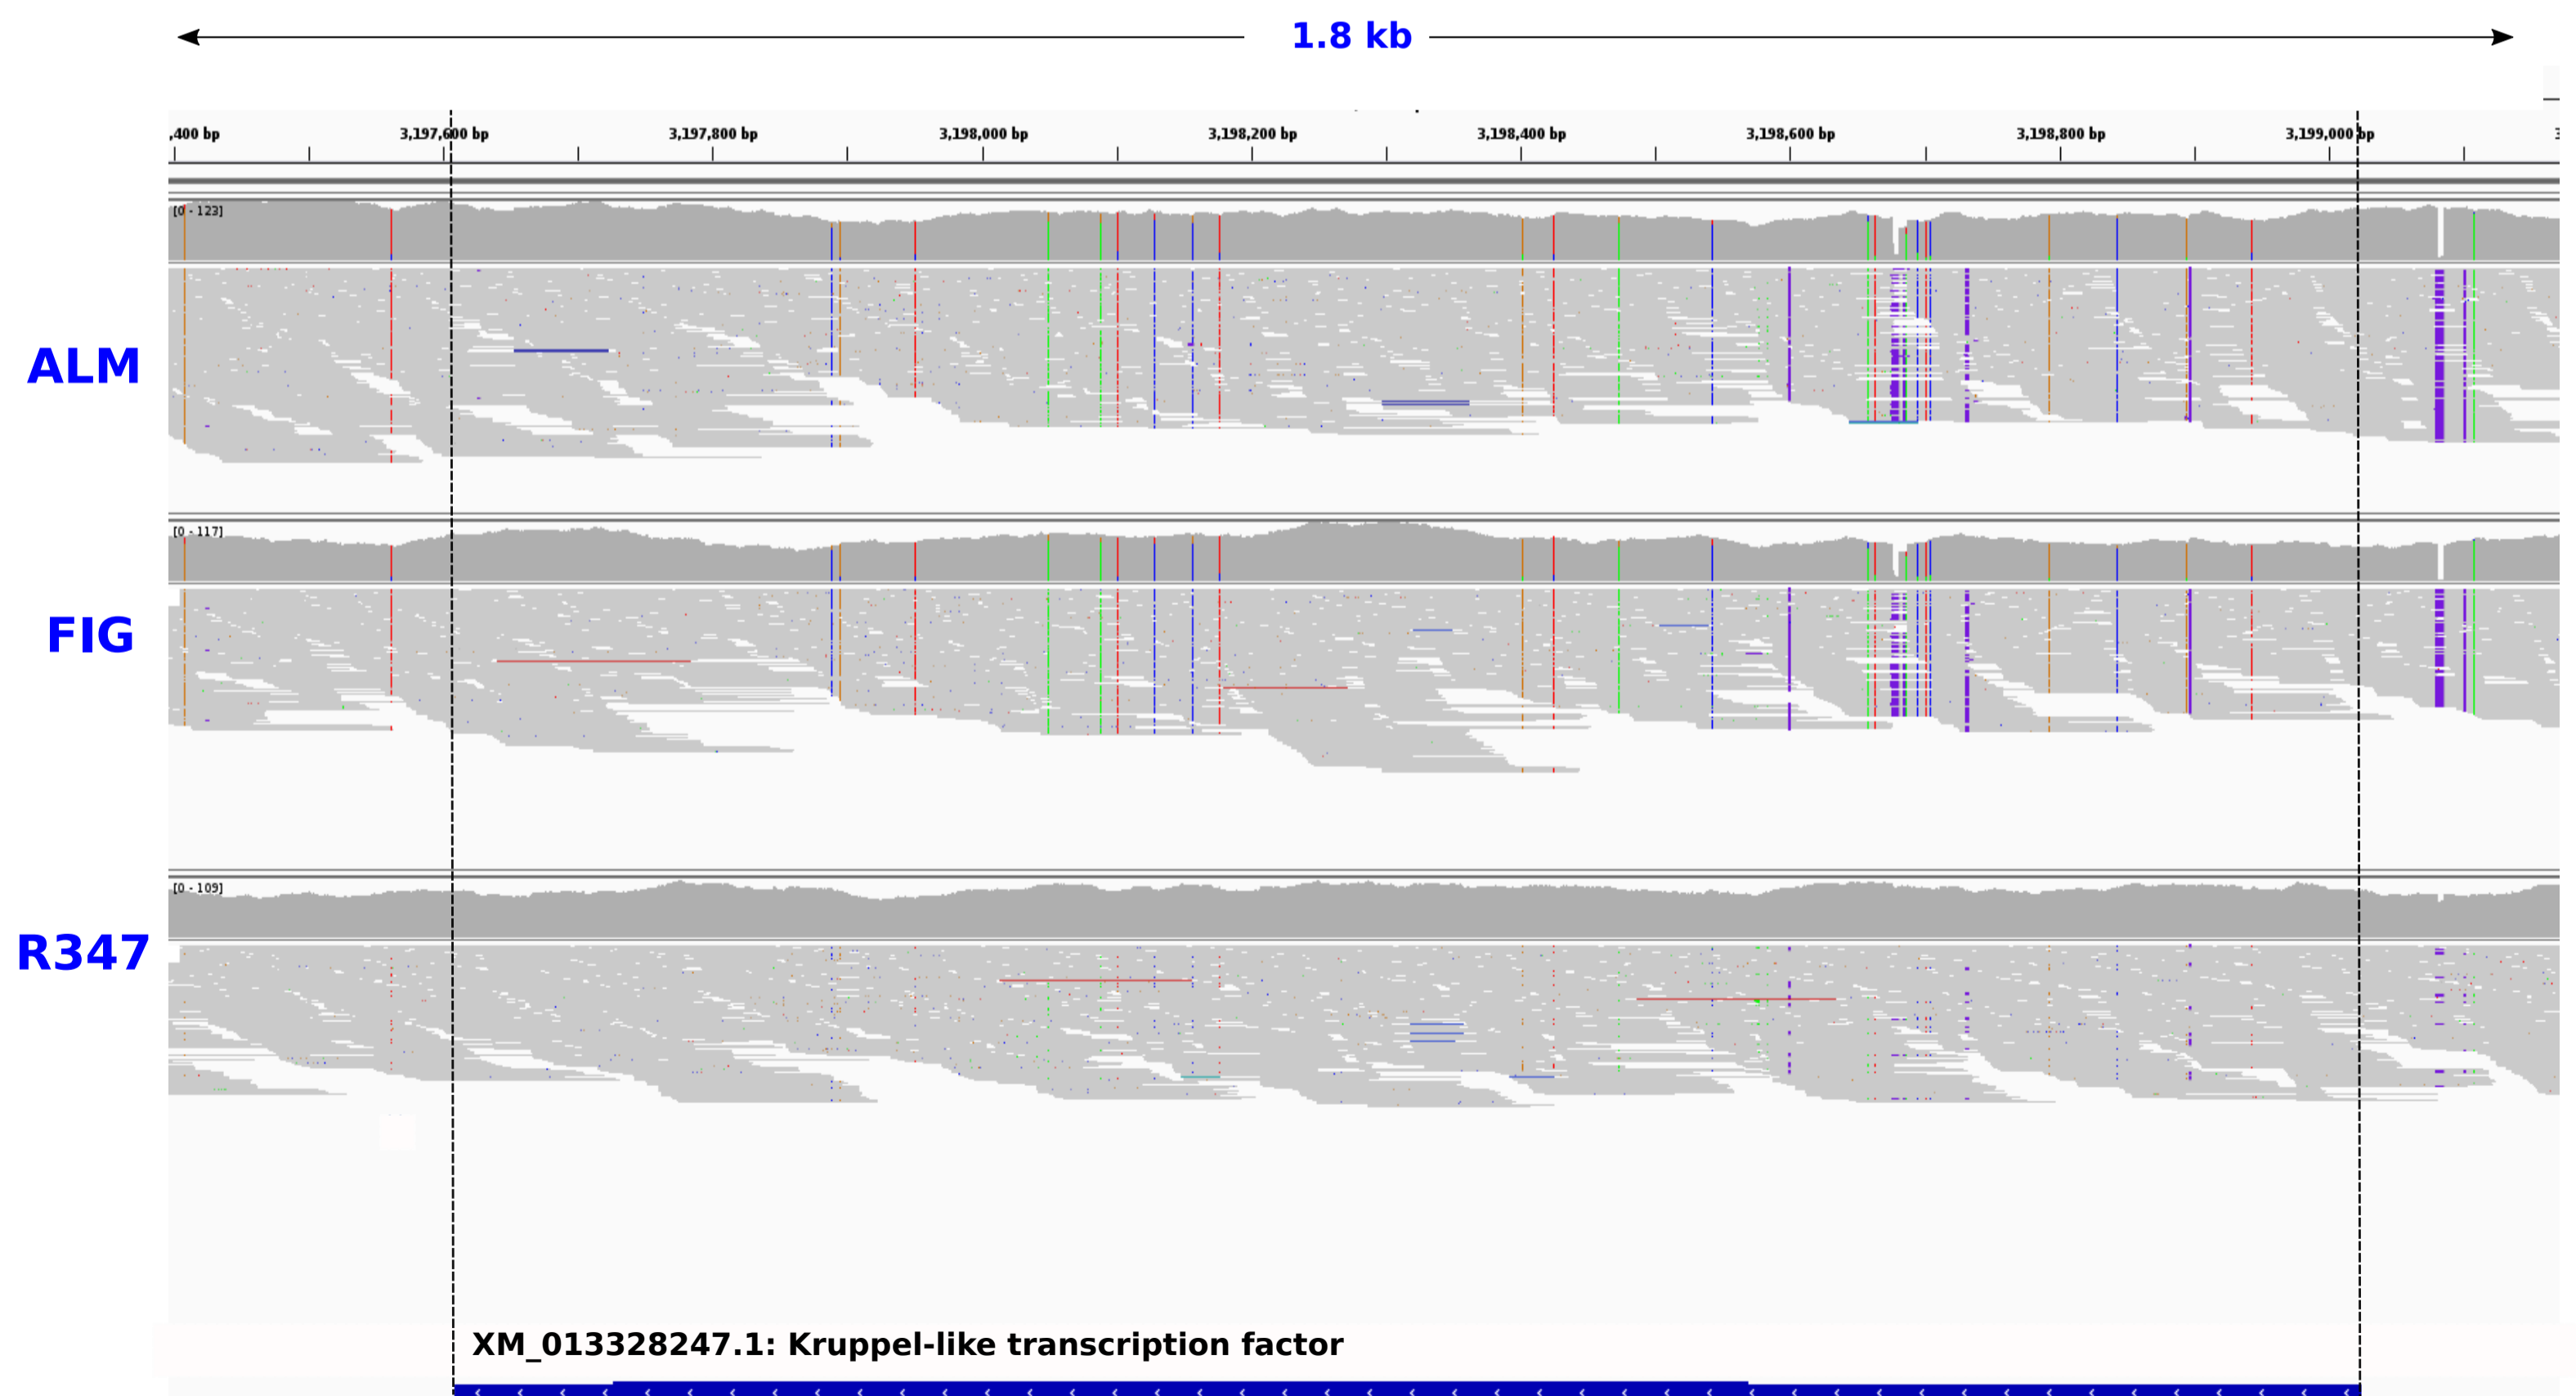 1.8 kb
,400 bp 3,197,600 bp 3,197,800 bp 3,198,000 bp 3,198,200 bp 3,198,400 bp 3,198,600 bp 3,198,800 bp 3,199,000 bp
[0 - 123]
ALM
[0 - 117]
FIG
[0 - 109]
R347
XM_013328247.1: Kruppel-like transcription factor